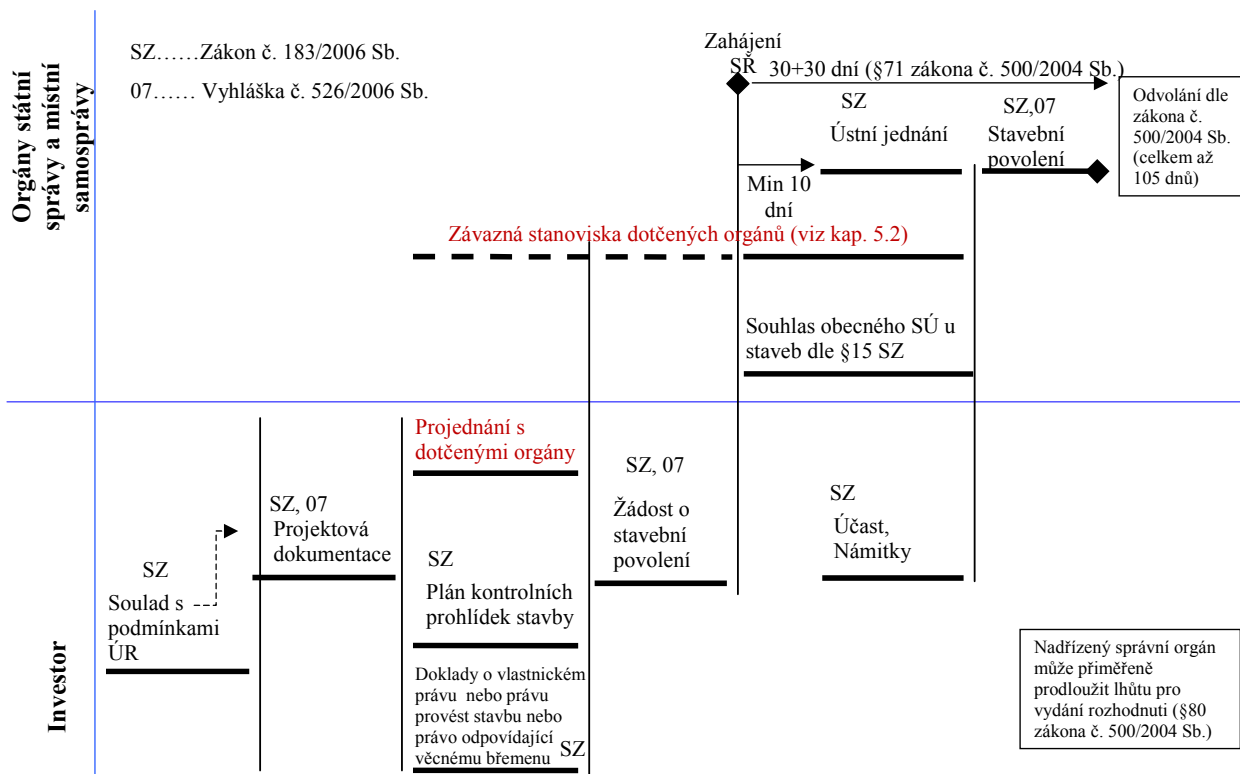 Orgány státní
správy a místní
samosprávy
SZ……Zákon č. 183/2006 Sb.
07…… Vyhláška č. 526/2006 Sb.
Zahájení
SŘ
30+30 dní (§71 zákona č. 500/2004 Sb.)
SZ
Ústní jednání
SZ,07
Stavební
povolení
Odvolání dle
zákona č.
500/2004 Sb.
(celkem až
105 dnů)
Min 10
dní
Závazná stanoviska dotčených orgánů (viz kap. 5.2)
Souhlas obecného SÚ u
staveb dle §15 SZ
Investor
SZ
Soulad s
podmínkami
ÚR
SZ, 07
Projektová
dokumentace
Projednání s
dotčenými orgány
SZ
Plán kontrolních
prohlídek stavby
Doklady o vlastnickém
právu  nebo právu
provést stavbu nebo
právo odpovídající
věcnému břemenu SZ
SZ, 07
Žádost o
stavební
povolení
SZ
Účast,
Námitky
Nadřízený správní orgán
může přiměřeně
prodloužit lhůtu pro
vydání rozhodnuti (§80
zákona č. 500/2004 Sb.)